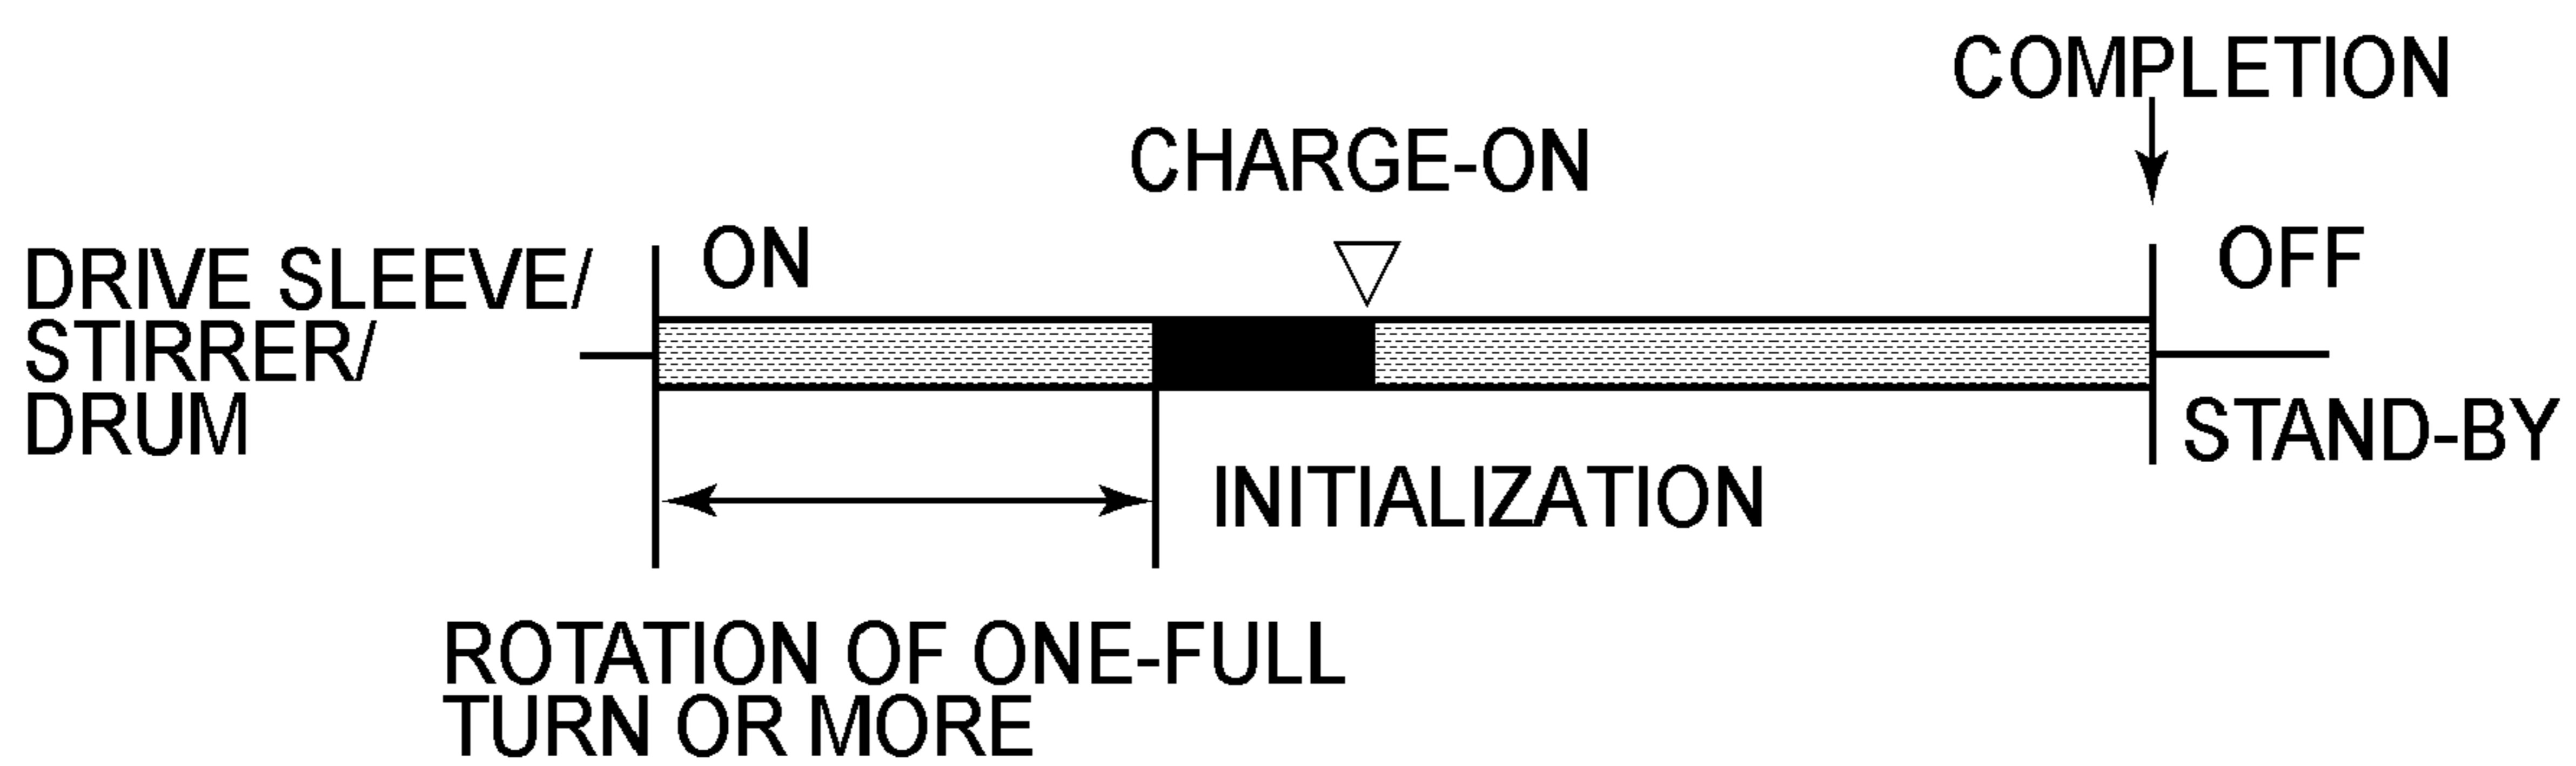 COMPLETION
CHARGE-ON
ON
OFF
DRIVE SLEEVE/
STIRRER/
DRUM
STAND-BY
INITIALIZATION
ROTATION OF ONE-FULL
TURN OR MORE